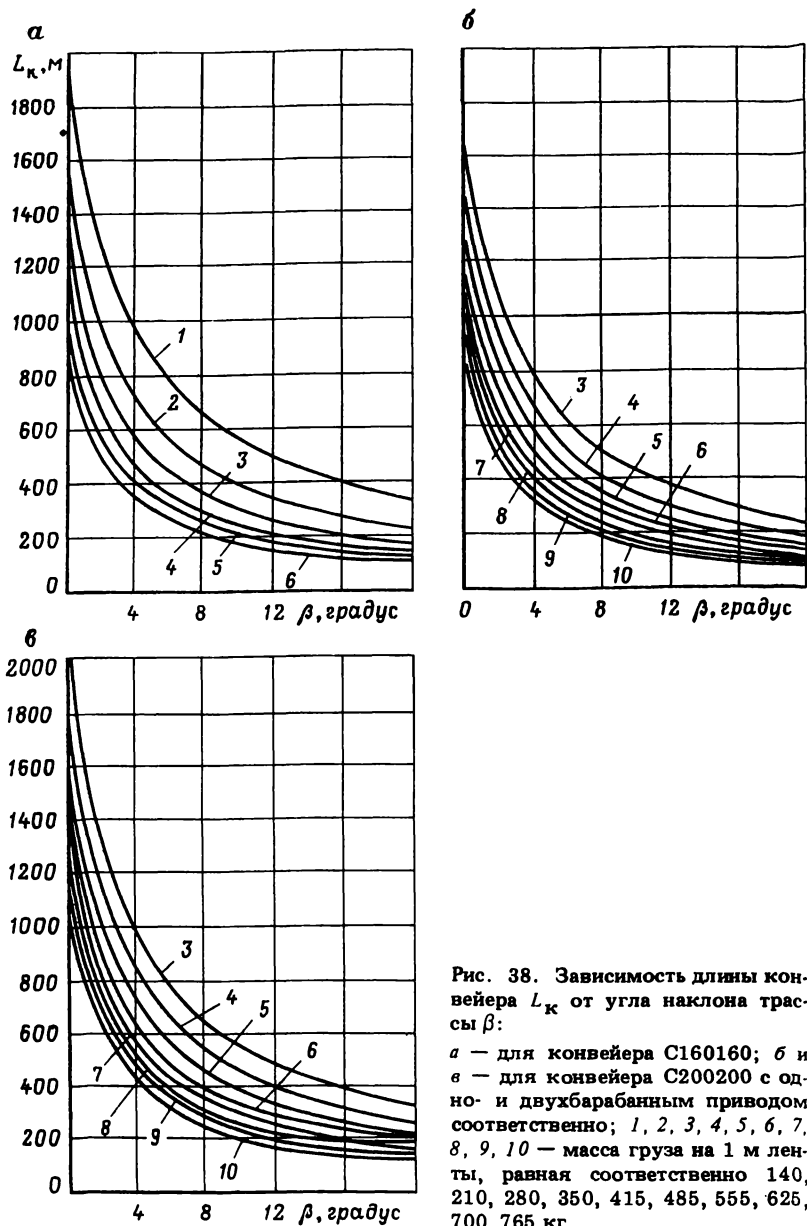 а
L_к, м
1800
1600
1400
1200
1000
800
600
400
200
0
1
2
3
4
5
6
4 8 12 β, градус
б
3
4
5
6
7
8
9
10
0 4 8 12 β, градус
в
2000
1800
1600
1400
1200
1000
800
600
400
200
0
3
4
5
6
7
8
9
10
4 8 12 β, градус
Рис. 38. Зависимость длины кон-
вейера L_к от угла наклона трас-
сы β:
а — для конвейера С160160; б и
в — для конвейера С200200 с од-
но- и двухбарабанным приводом
соответственно; 1, 2, 3, 4, 5, 6, 7,
8, 9, 10 — масса груза на 1 м лен-
ты, равная соответственно 140,
210, 280, 350, 415, 485, 555, 625,
700, 765 кг